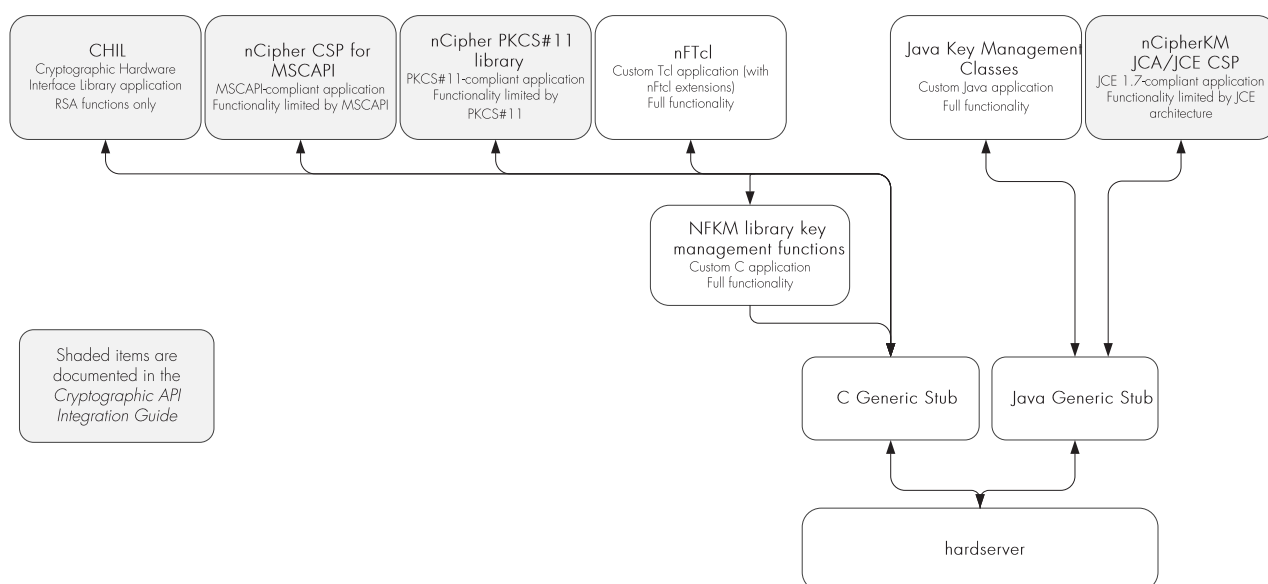 CHIL
Cryptographic Hardware
Interface Library application
RSA functions only
nCipher CSP for
MSCAPI
MSCAPI-compliant application
Functionality limited by MSCAPI
nCipher PKCS#11
library
PKCS#11-compliant application
Functionality limited by
PKCS#11
nFTcl
Custom Tcl application (with
nFtcl extensions)
Full functionality
Java Key Management
Classes
Custom Java application
Full functionality
nCipherKM
JCA/JCE CSP
JCE 1.7-compliant application
Functionality limited by JCE
architecture
NFKM library key
management functions
Custom C application
Full functionality
Shaded items are
documented in the
Cryptographic API
Integration Guide
C Generic Stub
Java Generic Stub
hardserver